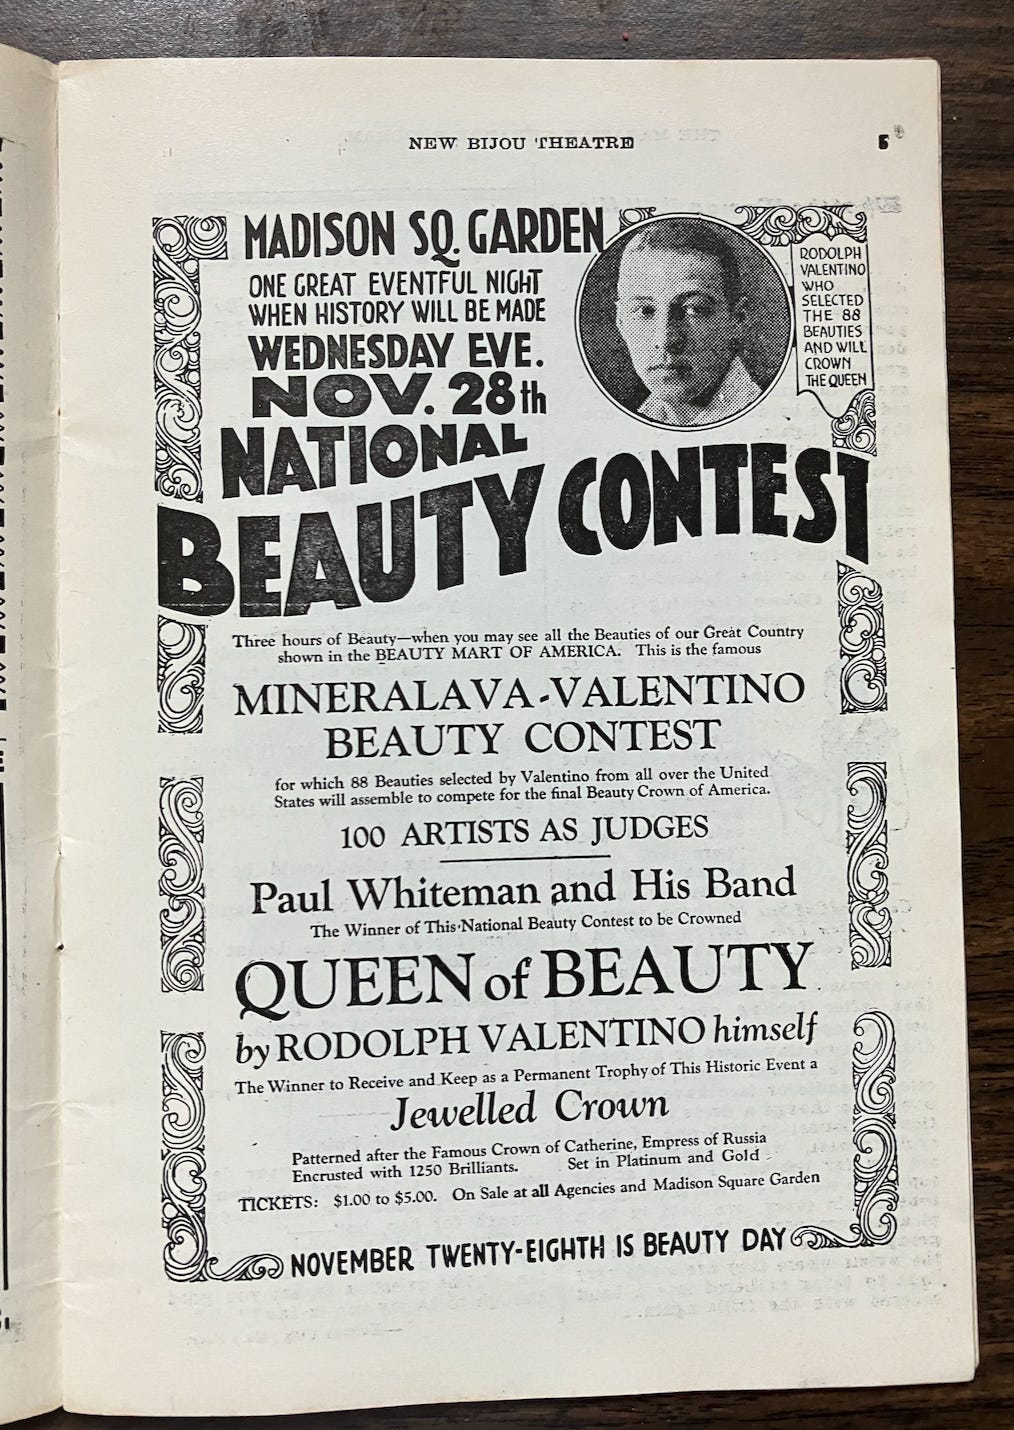 NEW BIJOU THEATRE
5
MADISON SQ. GARDEN
ONE GREAT EVENTFUL NIGHT
WHEN HISTORY WILL BE MADE
WEDNESDAY EVE.
NOV. 28th
RODOLPH
VALENTINO
WHO
SELECTED
THE 88
BEAUTIES
AND WILL
CROWN
THE QUEEN
NATIONAL
BEAUTY CONTEST
Three hours of Beauty—when you may see all the Beauties of our Great Country
shown in the BEAUTY MART OF AMERICA. This is the famous
MINERALAVA-VALENTINO
BEAUTY CONTEST
for which 88 Beauties selected by Valentino from all over the United
States will assemble to compete for the final Beauty Crown of America.
100 ARTISTS AS JUDGES
Paul Whiteman and His Band
The Winner of This National Beauty Contest to be Crowned
QUEEN of BEAUTY
by RODOLPH VALENTINO himself
The Winner to Receive and Keep as a Permanent Trophy of This Historic Event a
Jewelled Crown
Patterned after the Famous Crown of Catherine, Empress of Russia
Encrusted with 1250 Brilliants. Set in Platinum and Gold
TICKETS: $1.00 to $5.00. On Sale at all Agencies and Madison Square Garden
NOVEMBER TWENTY-EIGHTH IS BEAUTY DAY